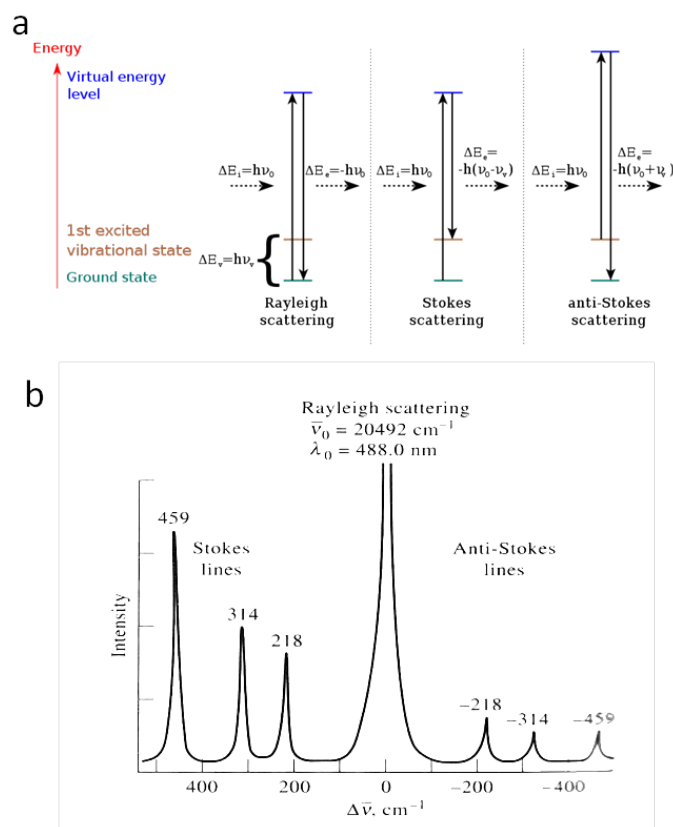 a
Energy
Virtual energy
level
ΔE_i=hν_0
ΔE_e=-hν_0
ΔE_i=hν_0
ΔE_e=
-h(ν_0-ν_v)
ΔE_i=hν_0
ΔE_e=
-h(ν_0+ν_v)
1st excited
vibrational state
ΔE_v=hν_v
Ground state
Rayleigh
scattering
Stokes
scattering
anti-Stokes
scattering
b
Rayleigh scattering
ν̄_0 = 20492 cm⁻¹
λ_0 = 488.0 nm
459
Stokes
lines
Anti-Stokes
lines
314
218
-218
-314
-459
Intensity
400
200
0
-200
-400
Δν̄. cm⁻¹